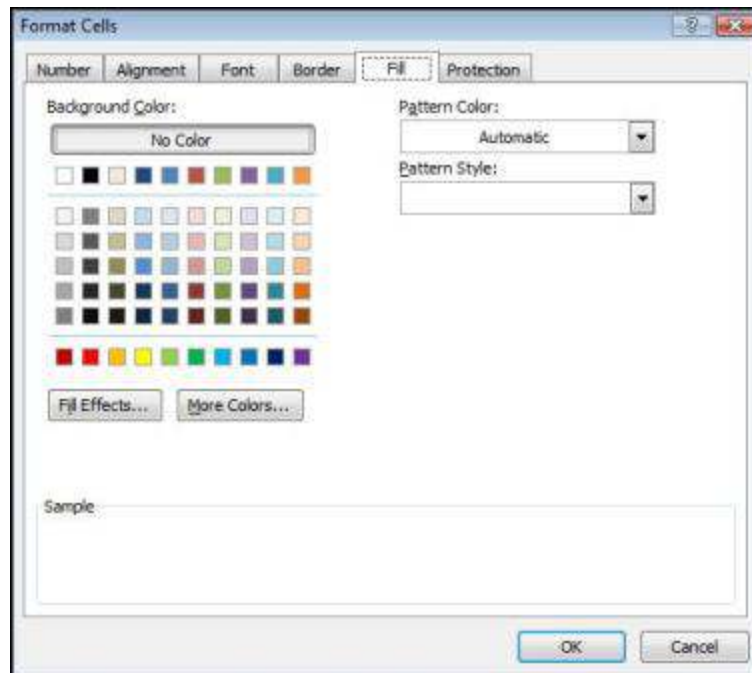 Format Cells
Number Alignment Font Border Fill Protection
Background Color:
No Color
Pattern Color:
Automatic
Pattern Style:
Fill Effects...
More Colors...
Sample
OK
Cancel